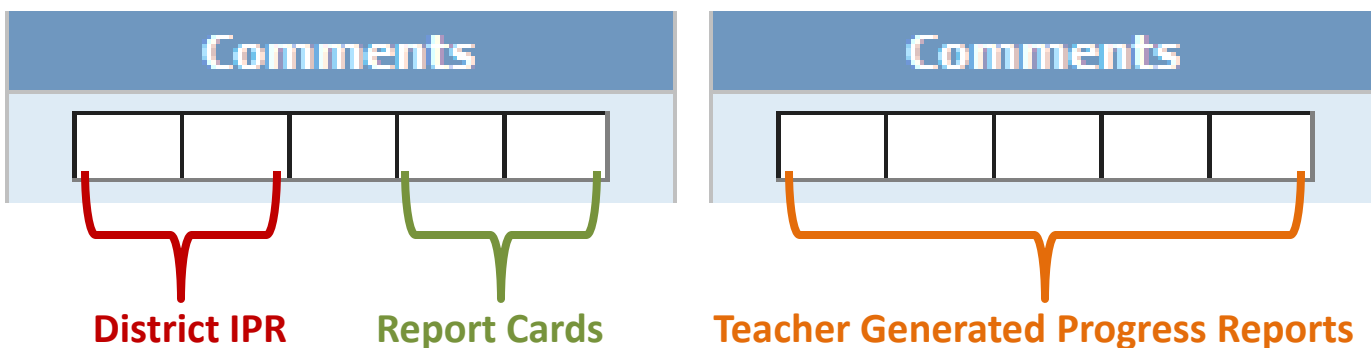 Comments
Comments
District IPR
Report Cards
Teacher Generated Progress Reports